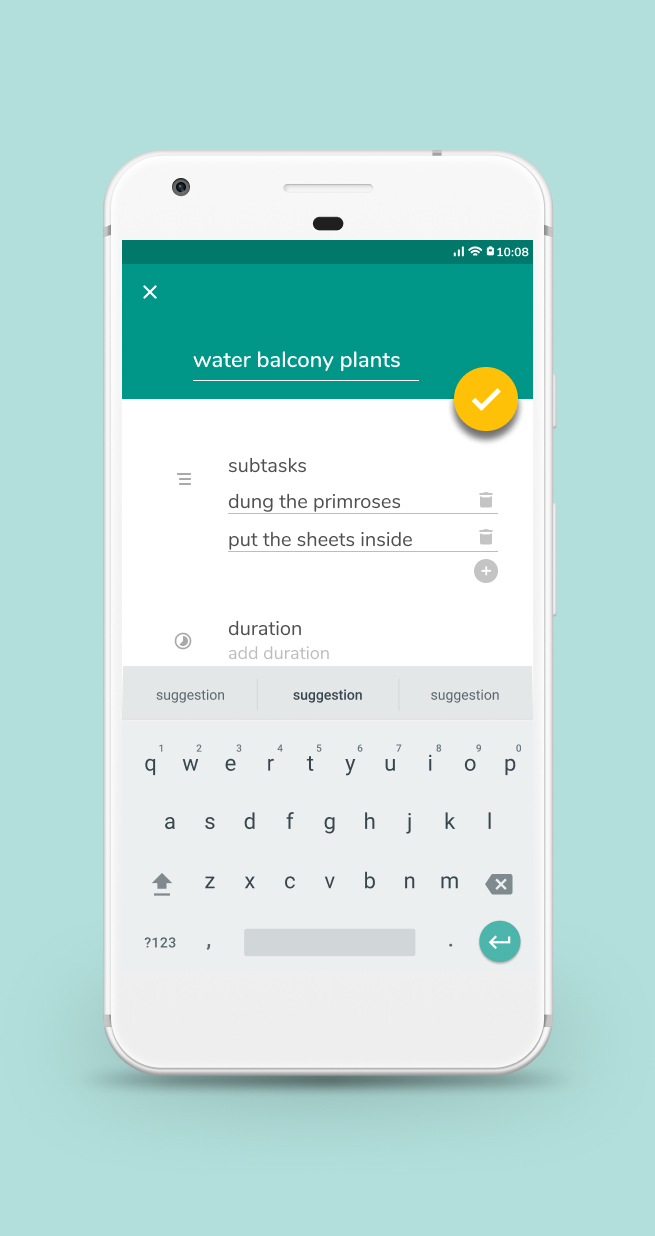 10:08
water balcony plants
subtasks
dung the primroses
put the sheets inside
duration
add duration
suggestion suggestion suggestion
1 2 3 4 5 6 7 8 9 0
q w e r t y u i o p
a s d f g h j k l
z x c v b n m
?123 , .